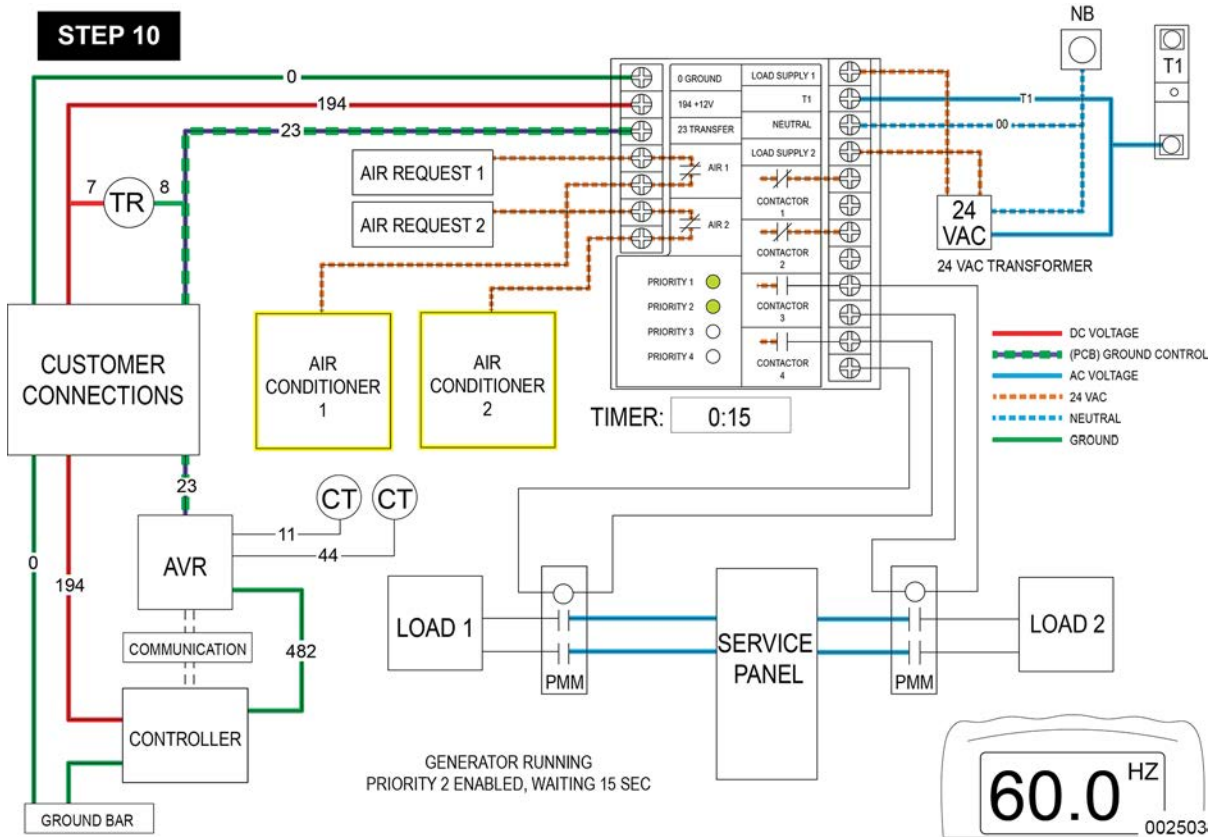 STEP 10
0
194
23
7
TR
8
AIR REQUEST 1
AIR REQUEST 2
0 GROUND
194 +12V
23 TRANSFER
AIR 1
AIR 2
LOAD SUPPLY 1
T1
NEUTRAL
LOAD SUPPLY 2
CONTACTOR
1
CONTACTOR
2
CONTACTOR
3
CONTACTOR
4
PRIORITY 1
PRIORITY 2
PRIORITY 3
PRIORITY 4
TIMER:
0:15
NB
T1
T1
00
24
VAC
24 VAC TRANSFORMER
DC VOLTAGE
(PCB) GROUND CONTROL
AC VOLTAGE
24 VAC
NEUTRAL
GROUND
CUSTOMER
CONNECTIONS
AIR
CONDITIONER
1
AIR
CONDITIONER
2
23
CT
CT
11
44
AVR
0
194
COMMUNICATION
482
CONTROLLER
GROUND BAR
LOAD 1
PMM
SERVICE
PANEL
PMM
LOAD 2
GENERATOR RUNNING
PRIORITY 2 ENABLED, WAITING 15 SEC
60.0 HZ
002503